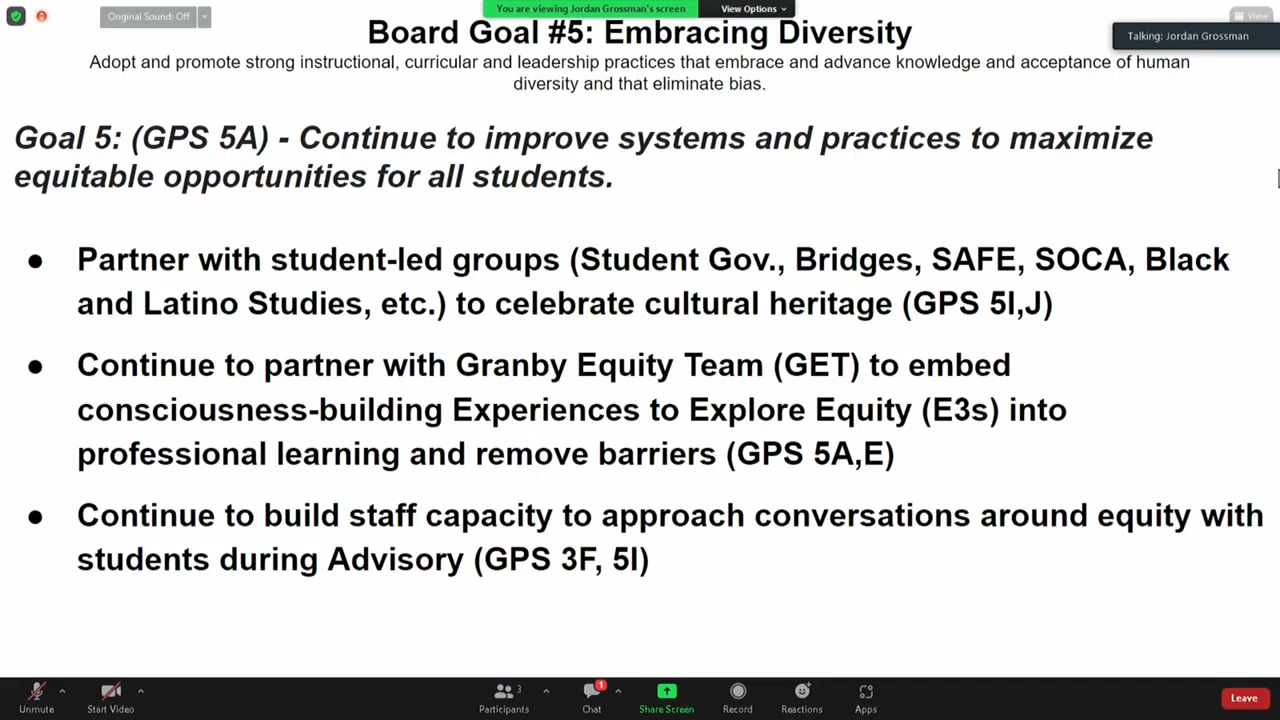 Original Sound: Off
You are viewing Jordan Grossman's screen
View Options
View
Talking: Jordan Grossman
Board Goal #5: Embracing Diversity
Adopt and promote strong instructional, curricular and leadership practices that embrace and advance knowledge and acceptance of human
diversity and that eliminate bias.
Goal 5: (GPS 5A) - Continue to improve systems and practices to maximize
equitable opportunities for all students.
● Partner with student-led groups (Student Gov., Bridges, SAFE, SOCA, Black
and Latino Studies, etc.) to celebrate cultural heritage (GPS 5I,J)
● Continue to partner with Granby Equity Team (GET) to embed
consciousness-building Experiences to Explore Equity (E3s) into
professional learning and remove barriers (GPS 5A,E)
● Continue to build staff capacity to approach conversations around equity with
students during Advisory (GPS 3F, 5I)
Unmute
Start Video
3
Participants
1
Chat
Share Screen
Record
Reactions
Apps
Leave